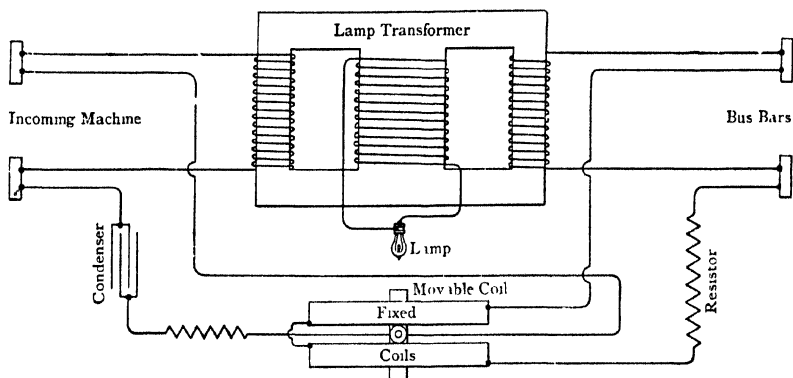 Lamp Transformer
Incoming Machine
Bus Bars
Lamp
Condenser
Resistor
Movable Coil
Fixed
Coils